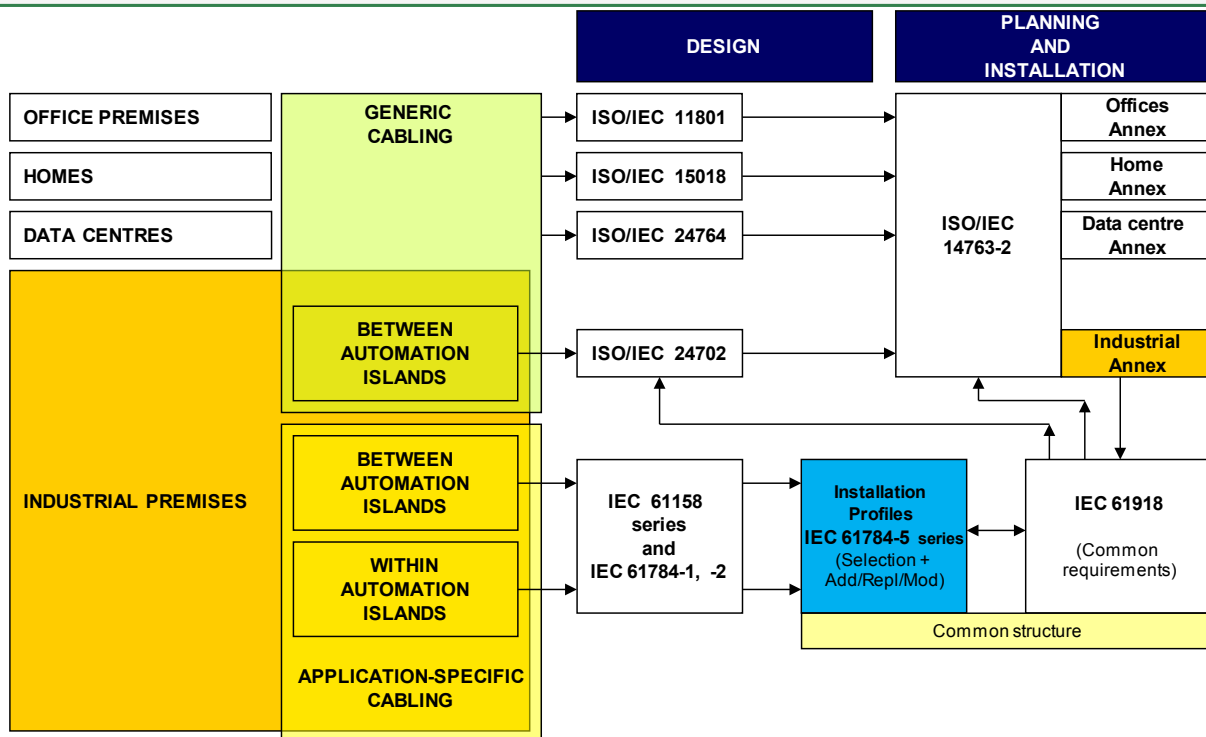 DESIGN
PLANNING
AND
INSTALLATION
OFFICE PREMISES
GENERIC
CABLING
ISO/IEC 11801
Offices
Annex
HOMES
ISO/IEC 15018
Home
Annex
DATA CENTRES
ISO/IEC 24764
ISO/IEC
14763-2
Data centre
Annex
BETWEEN
AUTOMATION
ISLANDS
ISO/IEC 24702
Industrial
Annex
INDUSTRIAL PREMISES
BETWEEN
AUTOMATION
ISLANDS
WITHIN
AUTOMATION
ISLANDS
APPLICATION-SPECIFIC
CABLING
IEC 61158
series
and
IEC 61784-1, -2
Installation
Profiles
IEC 61784-5 series
(Selection +
Add/Repl/Mod)
IEC 61918
(Common
requirements)
Common structure